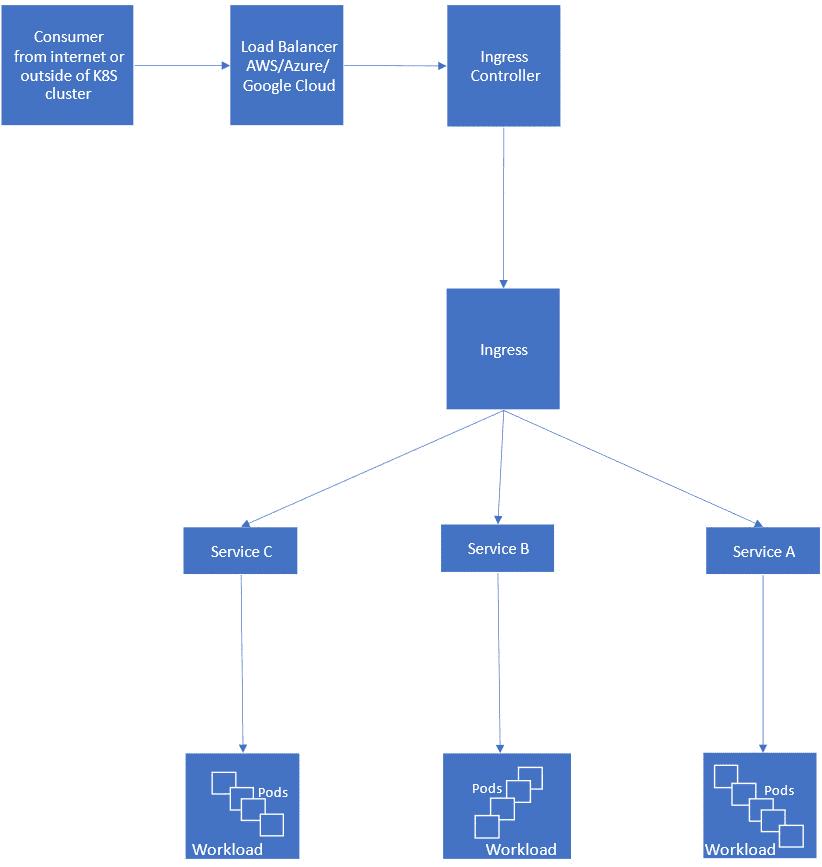 Consumer
from internet or
outside of K8S
cluster
Load Balancer
AWS/Azure/
Google Cloud
Ingress
Controller
Ingress
Service C
Service B
Service A
Pods
Workload
Pods
Workload
Pods
Workload